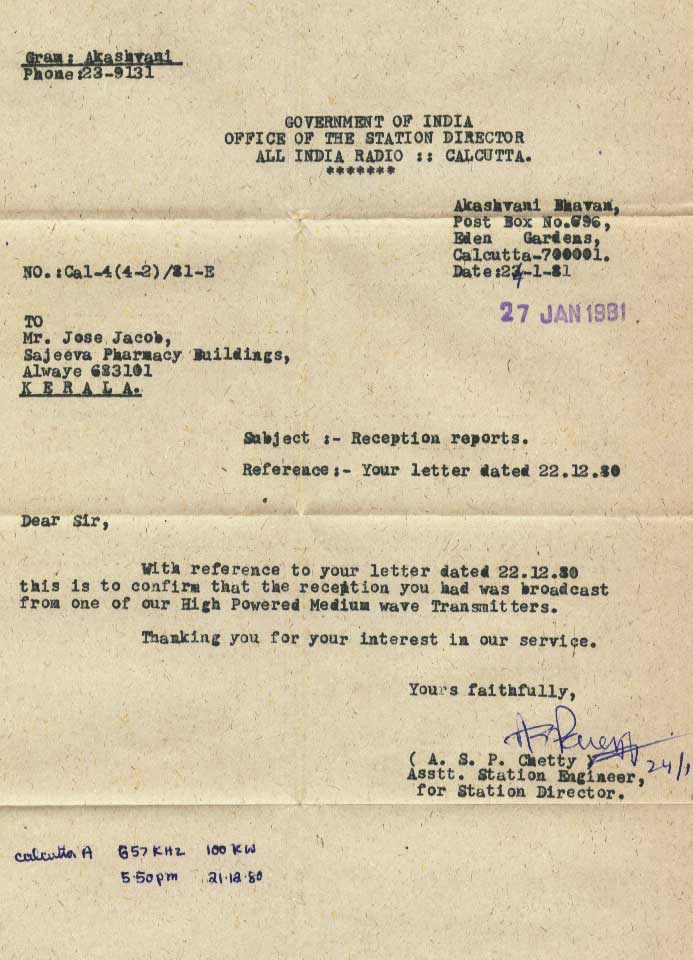 Gram: Akashvani
Phone:23-9131
GOVERNMENT OF INDIA
OFFICE OF THE STATION DIRECTOR
ALL INDIA RADIO :: CALCUTTA.
*******
Akashvani Bhavan,
Post Box No.696,
Eden Gardens,
Calcutta-700001.
Date:24-1-81
NO.:Cal-4(4-2)/81-E
27 JAN 1981
TO
Mr. Jose Jacob,
Sajeeva Pharmacy Buildings,
Alwaye 683101
K E R A L A.
Subject :- Reception reports.
Reference:- Your letter dated 22.12.80
Dear Sir,
With reference to your letter dated 22.12.80
this is to confirm that the reception you had was broadcast
from one of our High Powered Medium wave Transmitters.
Thanking you for your interest in our service.
Yours faithfully,
( A. S. P. Chetty )
24/1
Asstt. Station Engineer,
for Station Director.
calcutta A 657 KHZ 100 KW
5.50pm 21.12.80